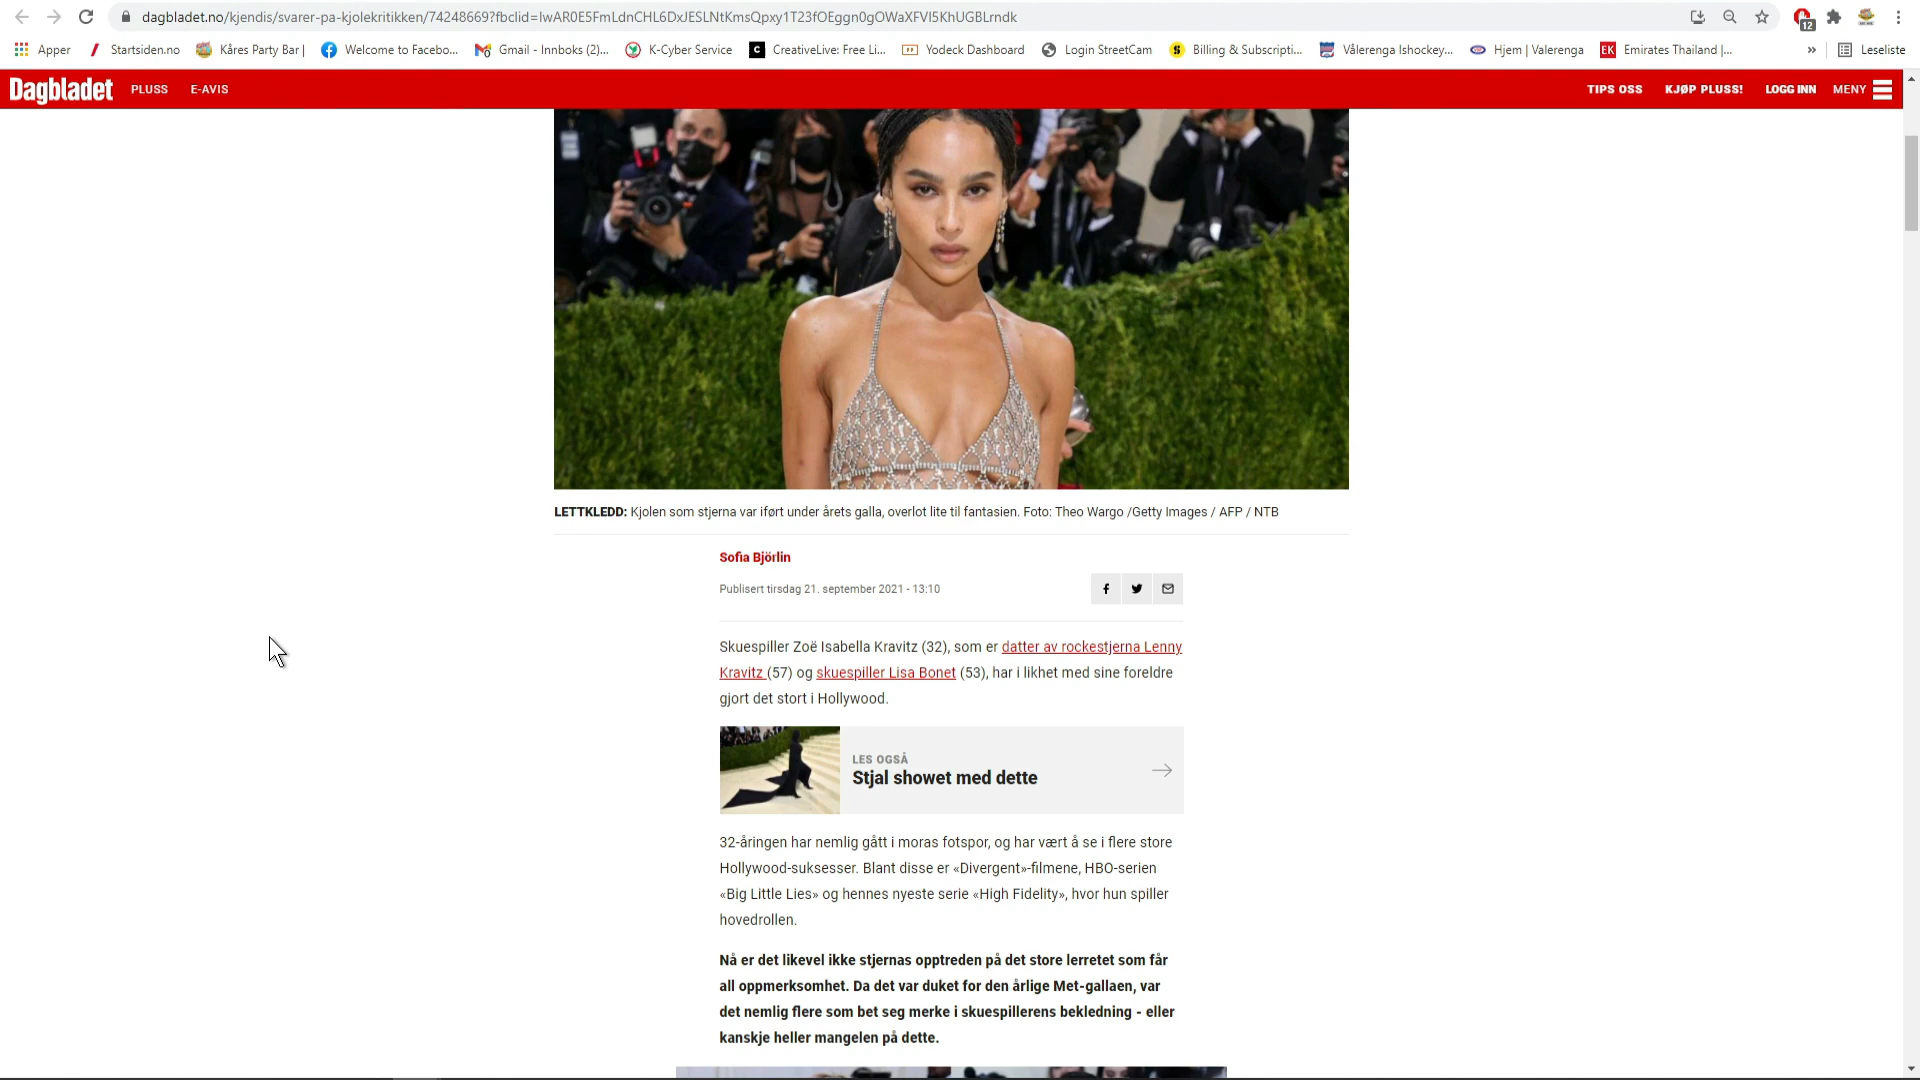 dagbladet.no/kjendis/svarer-pa-kjolekritikken/74248669?fbclid=IwAR0E5FmLdnCHL6DxJESLNtKmsQpxy1T23fOEggn0gOWaXFVl5KhUGBLrndk
12
Apper Startsiden.no Kåres Party Bar | Welcome to Facebo... Gmail - Innboks (2)... K-Cyber Service CreativeLive: Free Li... Yodeck Dashboard Login StreetCam Billing & Subscripti... Vålerenga Ishockey... Hjem | Valerenga EK Emirates Thailand |... » Leseliste
Dagbladet PLUSS E-AVIS TIPS OSS KJØP PLUSS! LOGG INN MENY
LETTKLEDD: Kjolen som stjerna var iført under årets galla, overlot lite til fantasien. Foto: Theo Wargo /Getty Images / AFP / NTB
Sofia Björlin
Publisert tirsdag 21. september 2021 - 13:10
Skuespiller Zoë Isabella Kravitz (32), som er datter av rockestjerna Lenny
Kravitz (57) og skuespiller Lisa Bonet (53), har i likhet med sine foreldre
gjort det stort i Hollywood.
LES OGSÅ
Stjal showet med dette
32-åringen har nemlig gått i moras fotspor, og har vært å se i flere store
Hollywood-suksesser. Blant disse er «Divergent»-filmene, HBO-serien
«Big Little Lies» og hennes nyeste serie «High Fidelity», hvor hun spiller
hovedrollen.
Nå er det likevel ikke stjernas opptreden på det store lerretet som får
all oppmerksomhet. Da det var duket for den årlige Met-gallaen, var
det nemlig flere som bet seg merke i skuespillerens bekledning - eller
kanskje heller mangelen på dette.